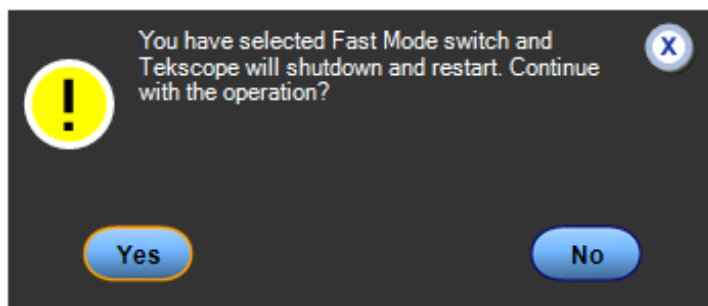 You have selected Fast Mode switch and
Tekscope will shutdown and restart. Continue
with the operation?
X
!
Yes
No